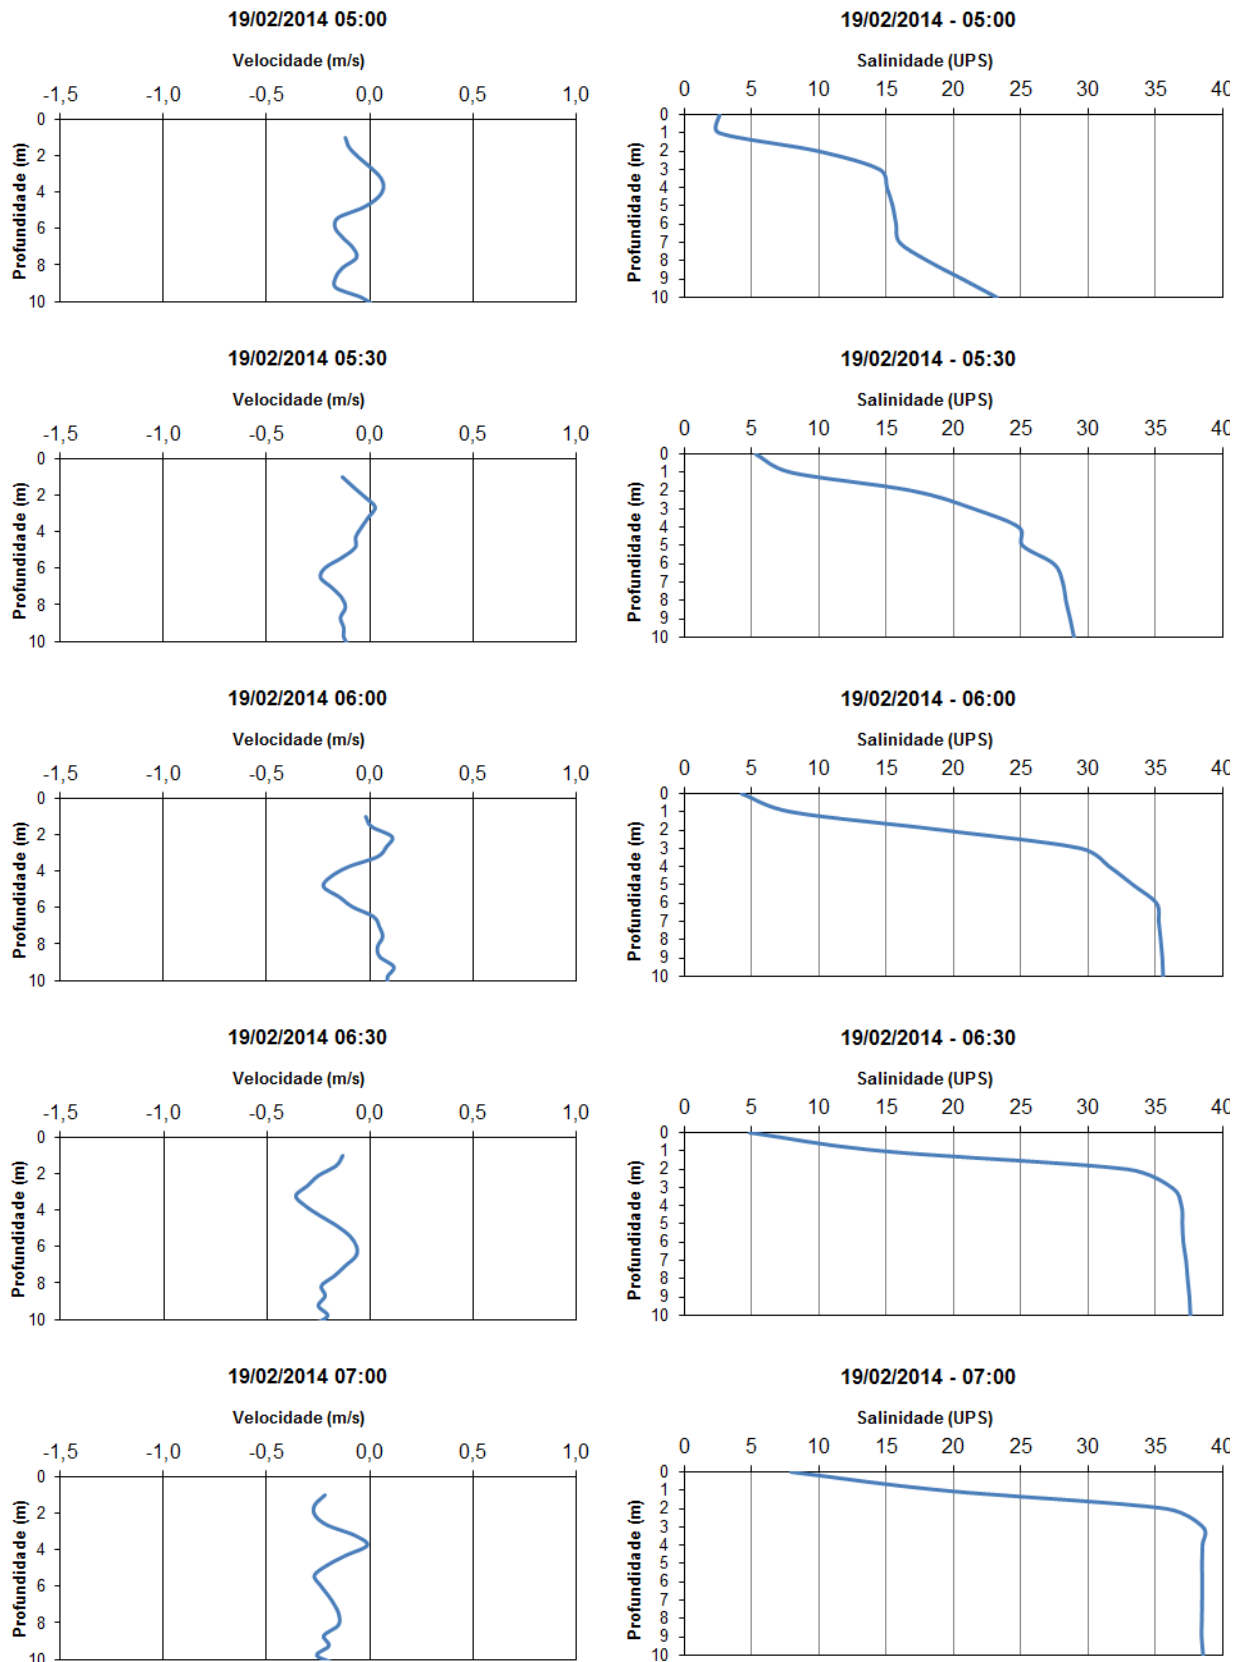 19/02/2014 05:00
Velocidade (m/s)
-1,5 -1,0 -0,5 0,0 0,5 1,0
Profundidade (m)
0
2
4
6
8
10
19/02/2014 - 05:00
Salinidade (UPS)
0 5 10 15 20 25 30 35 40
Profundidade (m)
0
1
2
3
4
5
6
7
8
9
10
19/02/2014 05:30
Velocidade (m/s)
-1,5 -1,0 -0,5 0,0 0,5 1,0
Profundidade (m)
0
2
4
6
8
10
19/02/2014 - 05:30
Salinidade (UPS)
0 5 10 15 20 25 30 35 40
Profundidade (m)
0
1
2
3
4
5
6
7
8
9
10
19/02/2014 06:00
Velocidade (m/s)
-1,5 -1,0 -0,5 0,0 0,5 1,0
Profundidade (m)
0
2
4
6
8
10
19/02/2014 - 06:00
Salinidade (UPS)
0 5 10 15 20 25 30 35 40
Profundidade (m)
0
1
2
3
4
5
6
7
8
9
10
19/02/2014 06:30
Velocidade (m/s)
-1,5 -1,0 -0,5 0,0 0,5 1,0
Profundidade (m)
0
2
4
6
8
10
19/02/2014 - 06:30
Salinidade (UPS)
0 5 10 15 20 25 30 35 40
Profundidade (m)
0
1
2
3
4
5
6
7
8
9
10
19/02/2014 07:00
Velocidade (m/s)
-1,5 -1,0 -0,5 0,0 0,5 1,0
Profundidade (m)
0
2
4
6
8
10
19/02/2014 - 07:00
Salinidade (UPS)
0 5 10 15 20 25 30 35 40
Profundidade (m)
0
1
2
3
4
5
6
7
8
9
10